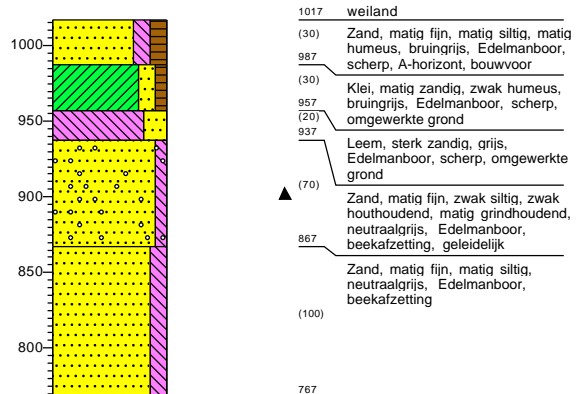 1017 weiland
(30) Zand, matig fijn, matig siltig, matig
humeus, bruingrijs, Edelmanboor,
987 scherp, A-horizont, bouwvoor
(30) Klei, matig zandig, zwak humeus,
957 bruingrijs, Edelmanboor, scherp,
(20) omgewerkte grond
937 Leem, sterk zandig, grijs,
Edelmanboor, scherp, omgewerkte
grond
(70) Zand, matig fijn, zwak siltig, zwak
houthoudend, matig grindhoudend,
neutraalgrijs, Edelmanboor,
867 beekafzetting, geleidelijk
Zand, matig fijn, matig siltig,
neutraalgrijs, Edelmanboor,
beekafzetting
(100)
767
1000
950
900
850
800